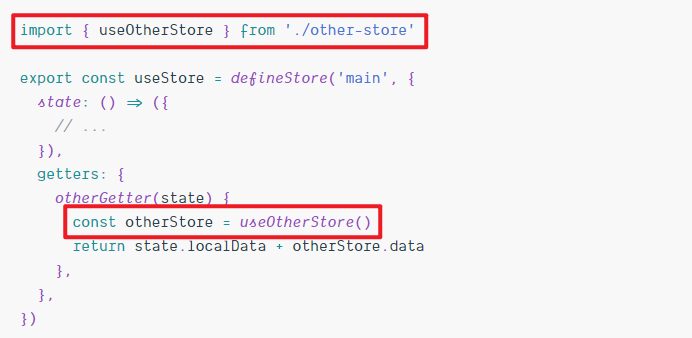 import { useOtherStore } from './other-store'
export const useStore = defineStore('main', {
  state: () => ({
    // ...
  }),
  getters: {
    otherGetter(state) {
      const otherStore = useOtherStore()
      return state.localData + otherStore.data
    },
  },
})